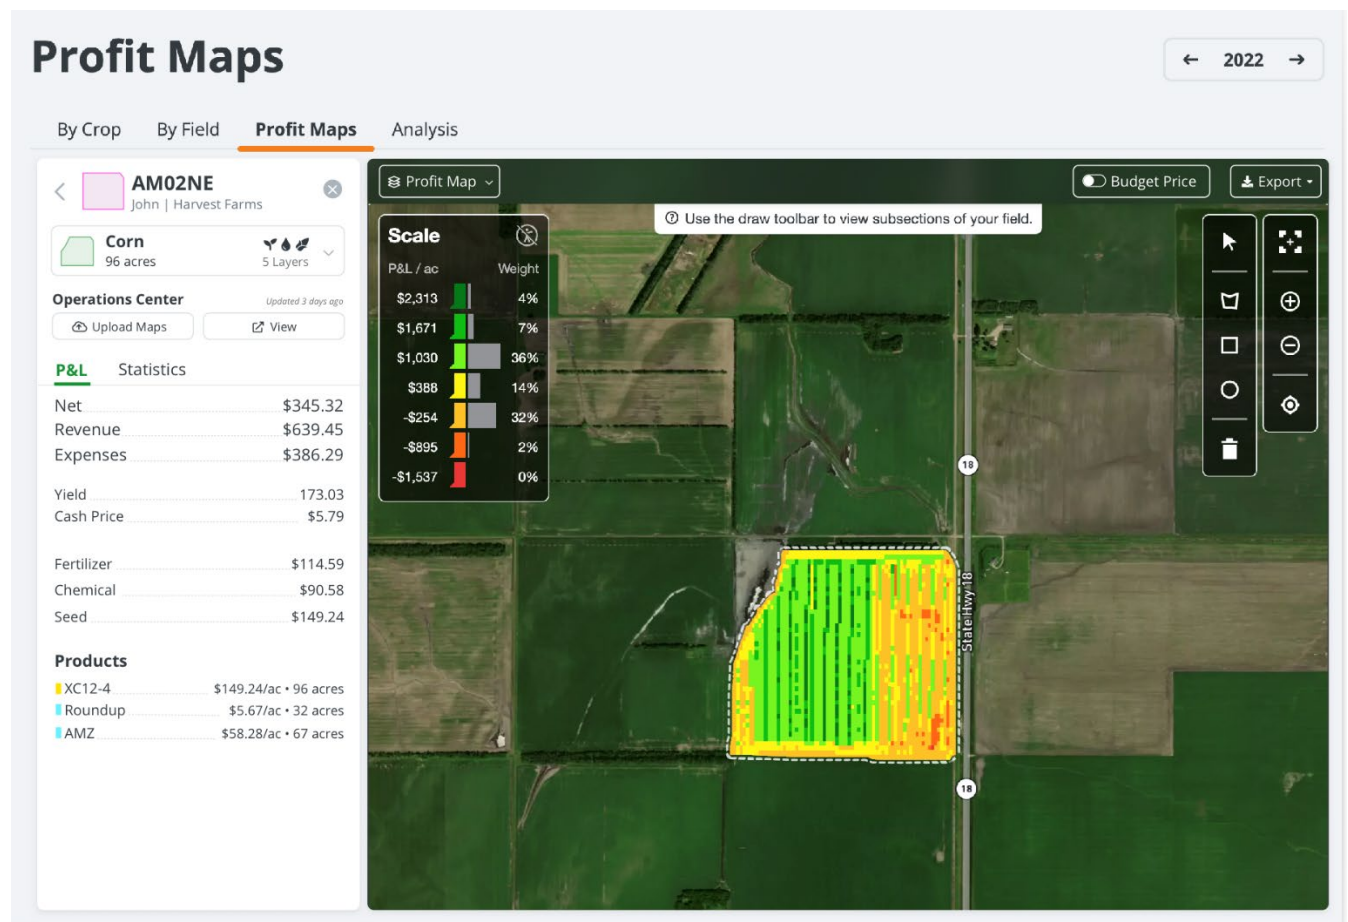 Profit Maps
← 2022 →
By Crop By Field Profit Maps Analysis
AM02NE
John | Harvest Farms
Corn
96 acres
5 Layers
Operations Center Updated 3 days ago
Upload Maps View
P&L Statistics
Net $345.32
Revenue $639.45
Expenses $386.29
Yield 173.03
Cash Price $5.79
Fertilizer $114.59
Chemical $90.58
Seed $149.24
Products
XC12-4 $149.24/ac • 96 acres
Roundup $5.67/ac • 32 acres
AMZ $58.28/ac • 67 acres
Profit Map Budget Price Export
Use the draw toolbar to view subsections of your field.
Scale
P&L / ac Weight
$2,313 4%
$1,671 7%
$1,030 36%
$388 14%
-$254 32%
-$895 2%
-$1,537 0%
18
State Hwy 18
18